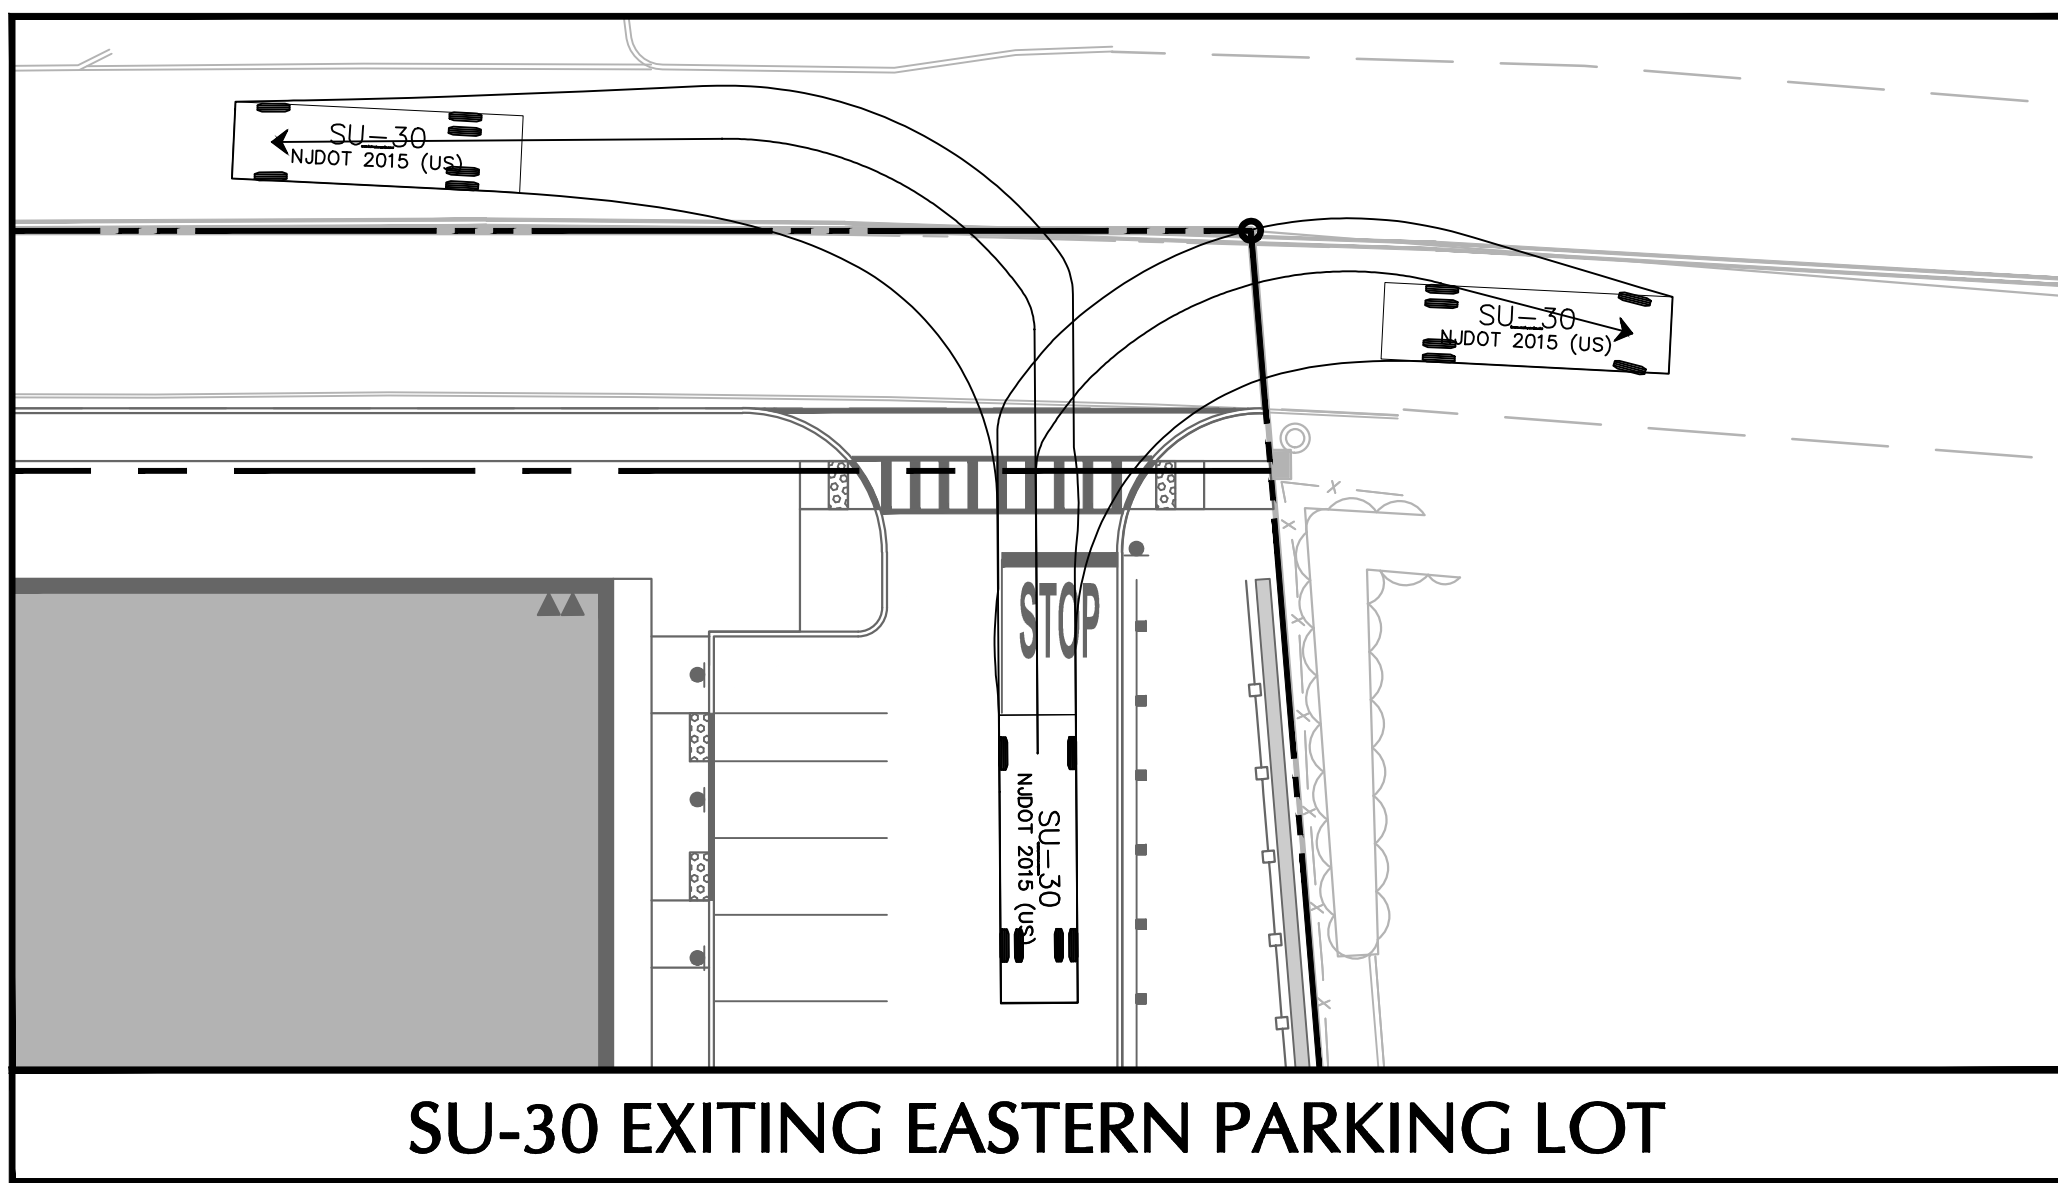 SU-30
NJDOT 2015 (US)
SU-30
NJDOT 2015 (US)
STOP
SU-30
NJDOT 2015 (US)
SU-30 EXITING EASTERN PARKING LOT